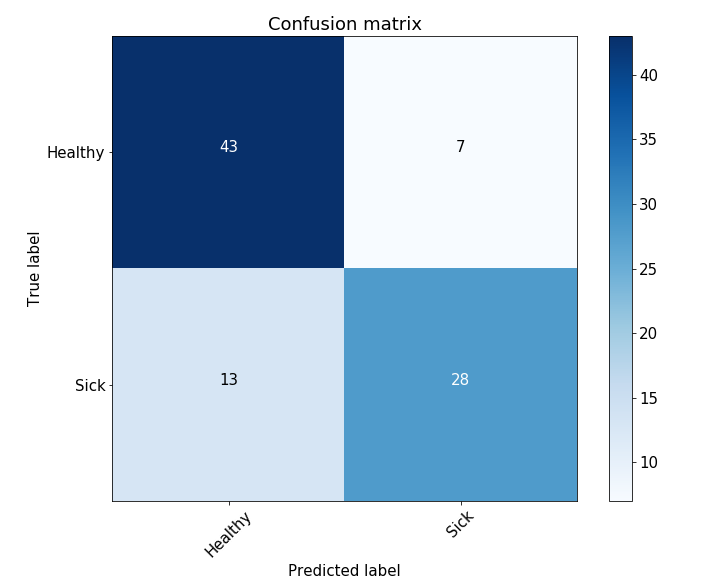 Confusion matrix
Healthy
43
7
40
35
30
25
20
15
10
True label
Sick
13
28
Healthy
Sick
Predicted label